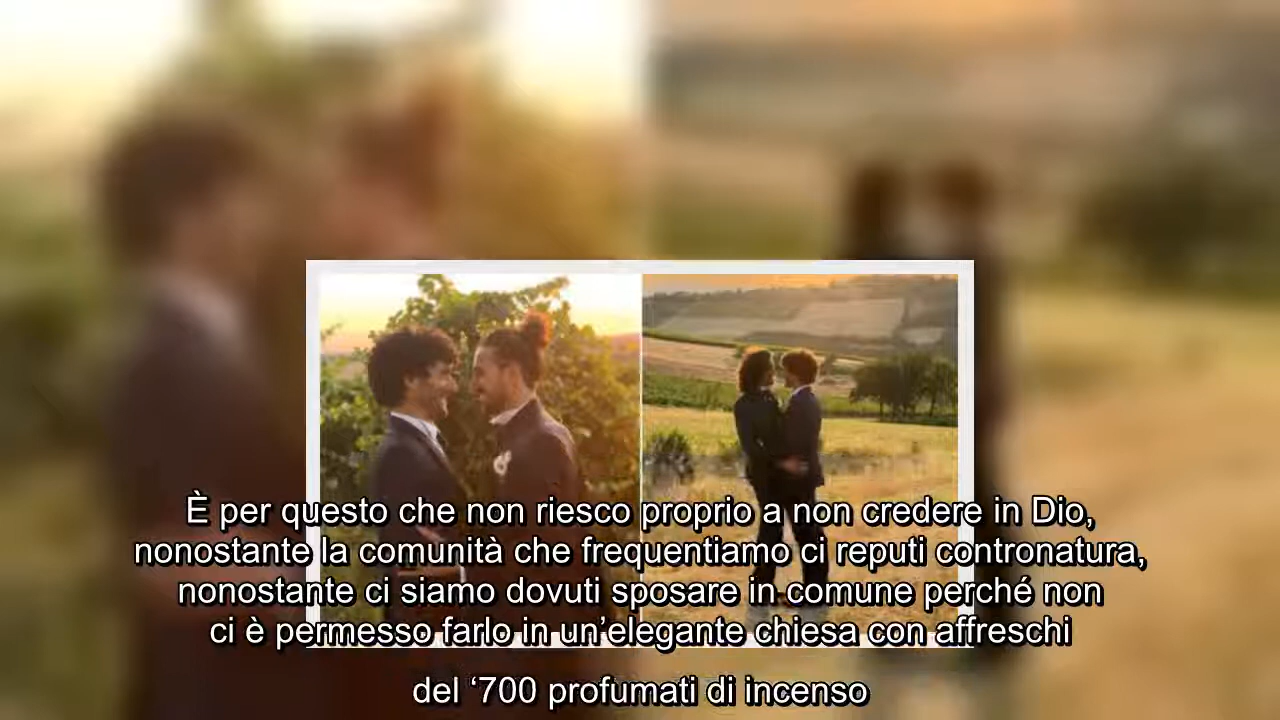 È per questo che non riesco proprio a non credere in Dio,
nonostante la comunità che frequentiamo ci reputi contronatura,
nonostante ci siamo dovuti sposare in comune perché non
ci è permesso farlo in un’elegante chiesa con affreschi
del ‘700 profumati di incenso